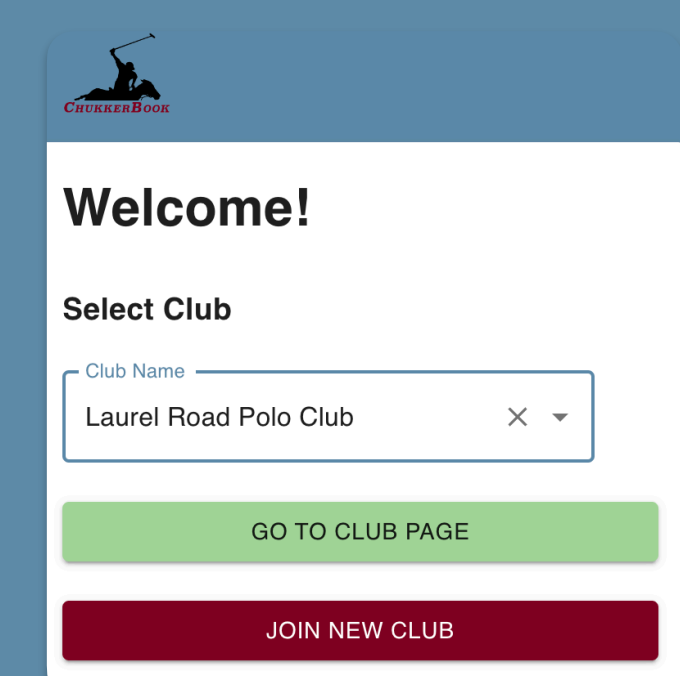 ChukkerBook
Welcome!
Select Club
Club Name
Laurel Road Polo Club
GO TO CLUB PAGE
JOIN NEW CLUB